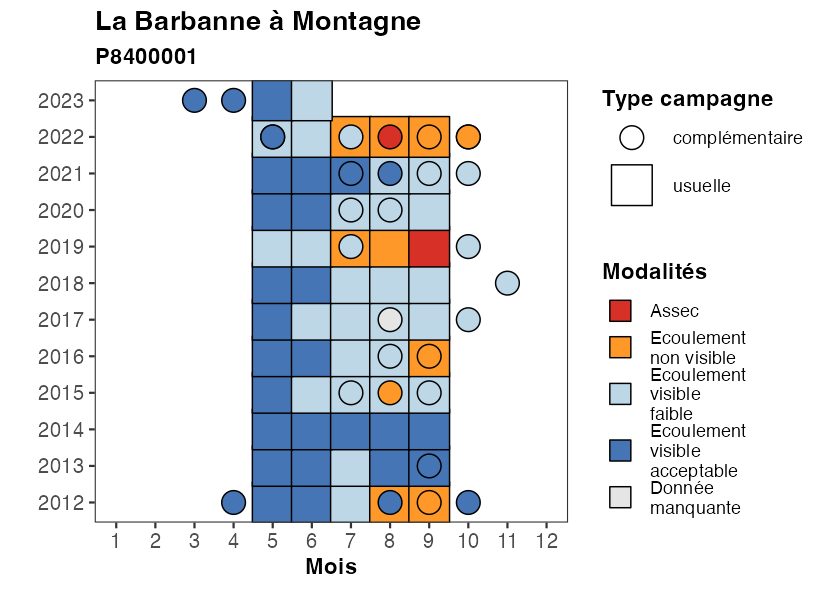 La Barbanne à Montagne
P8400001
2023
2022
2021
2020
2019
2018
2017
2016
2015
2014
2013
2012
1 2 3 4 5 6 7 8 9 10 11 12
Mois
Type campagne
complémentaire
usuelle
Modalités
Assec
Ecoulement
non visible
Ecoulement
visible
faible
Ecoulement
visible
acceptable
Donnée
manquante